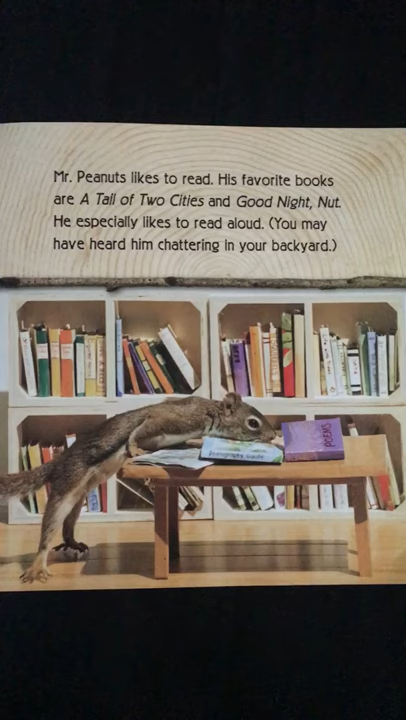 Mr. Peanuts likes to read. His favorite books
are A Tail of Two Cities and Good Night, Nut.
He especially likes to read aloud. (You may
have heard him chattering in your backyard.)
POEMS